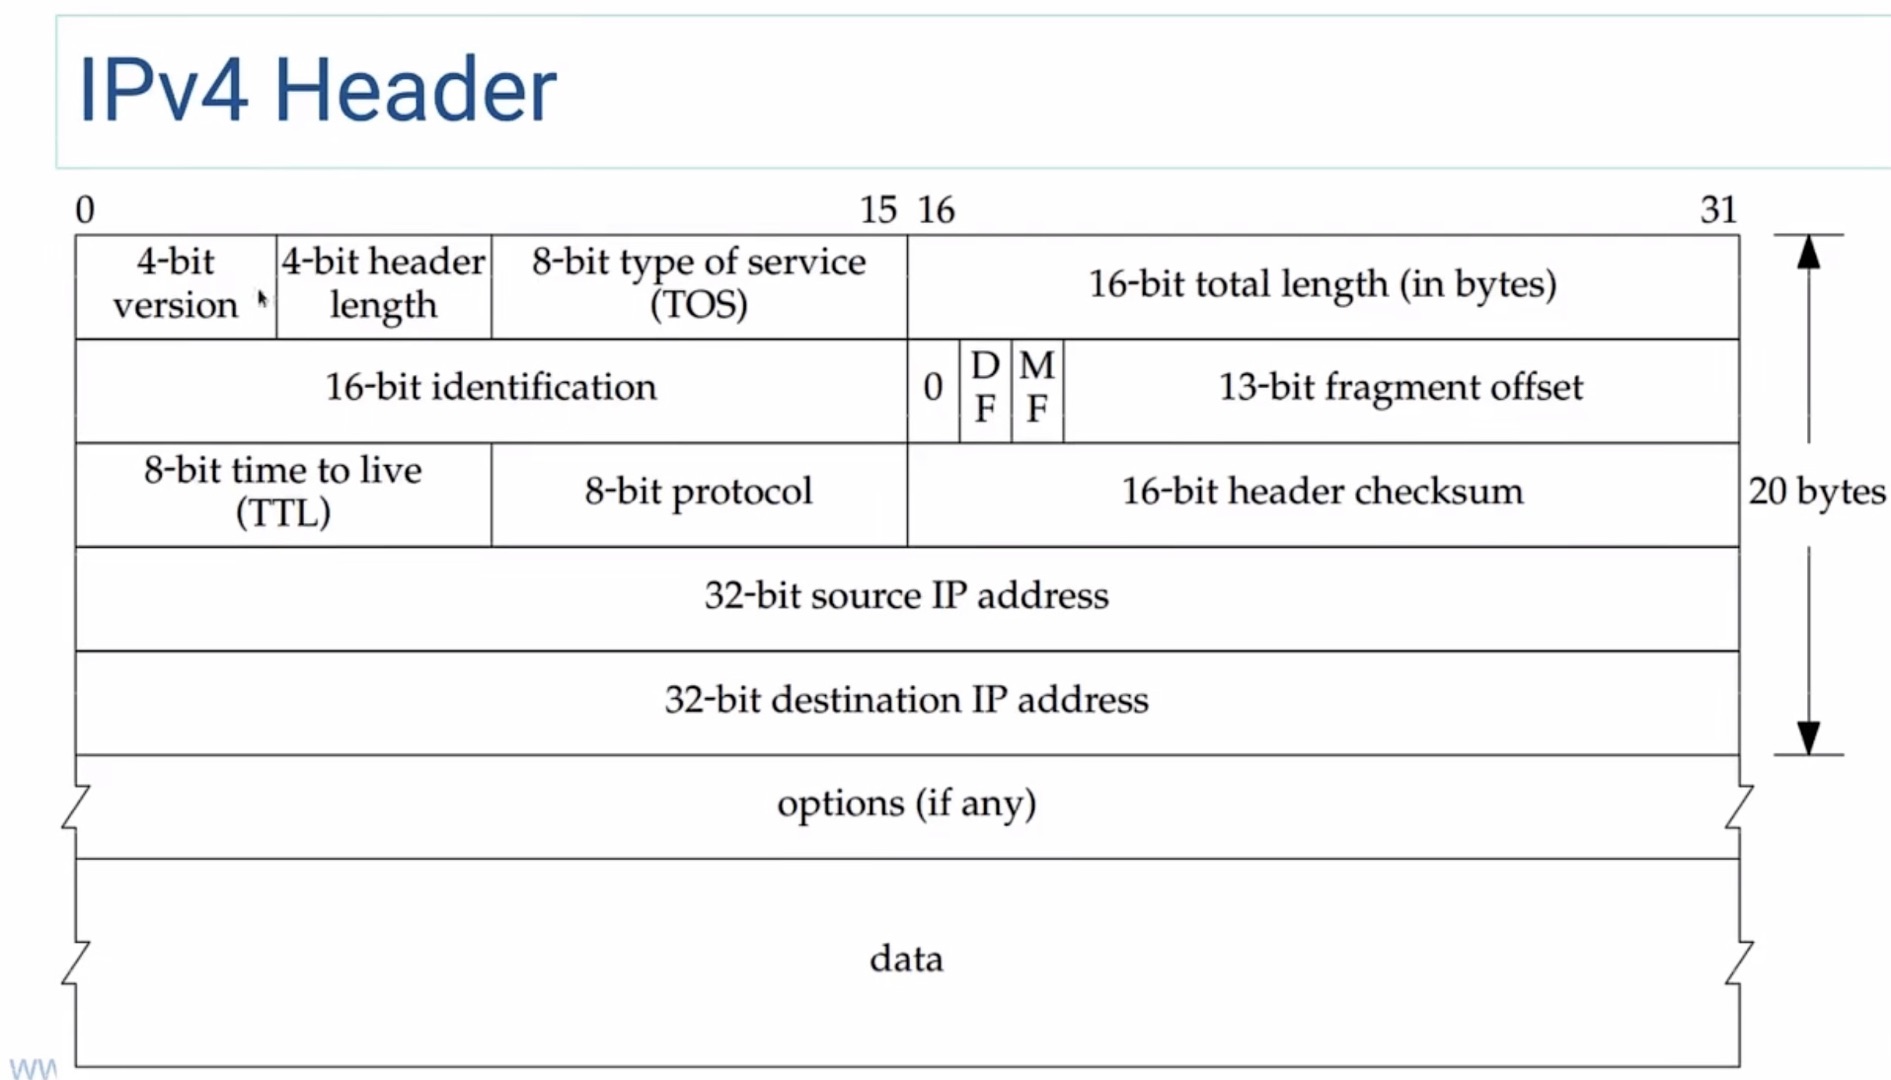 IPv4 Header
0 15 16 31
4-bit
version
4-bit header
length
8-bit type of service
(TOS)
16-bit total length (in bytes)
16-bit identification
0
D
F
M
F
13-bit fragment offset
8-bit time to live
(TTL)
8-bit protocol
16-bit header checksum
20 bytes
32-bit source IP address
32-bit destination IP address
options (if any)
data